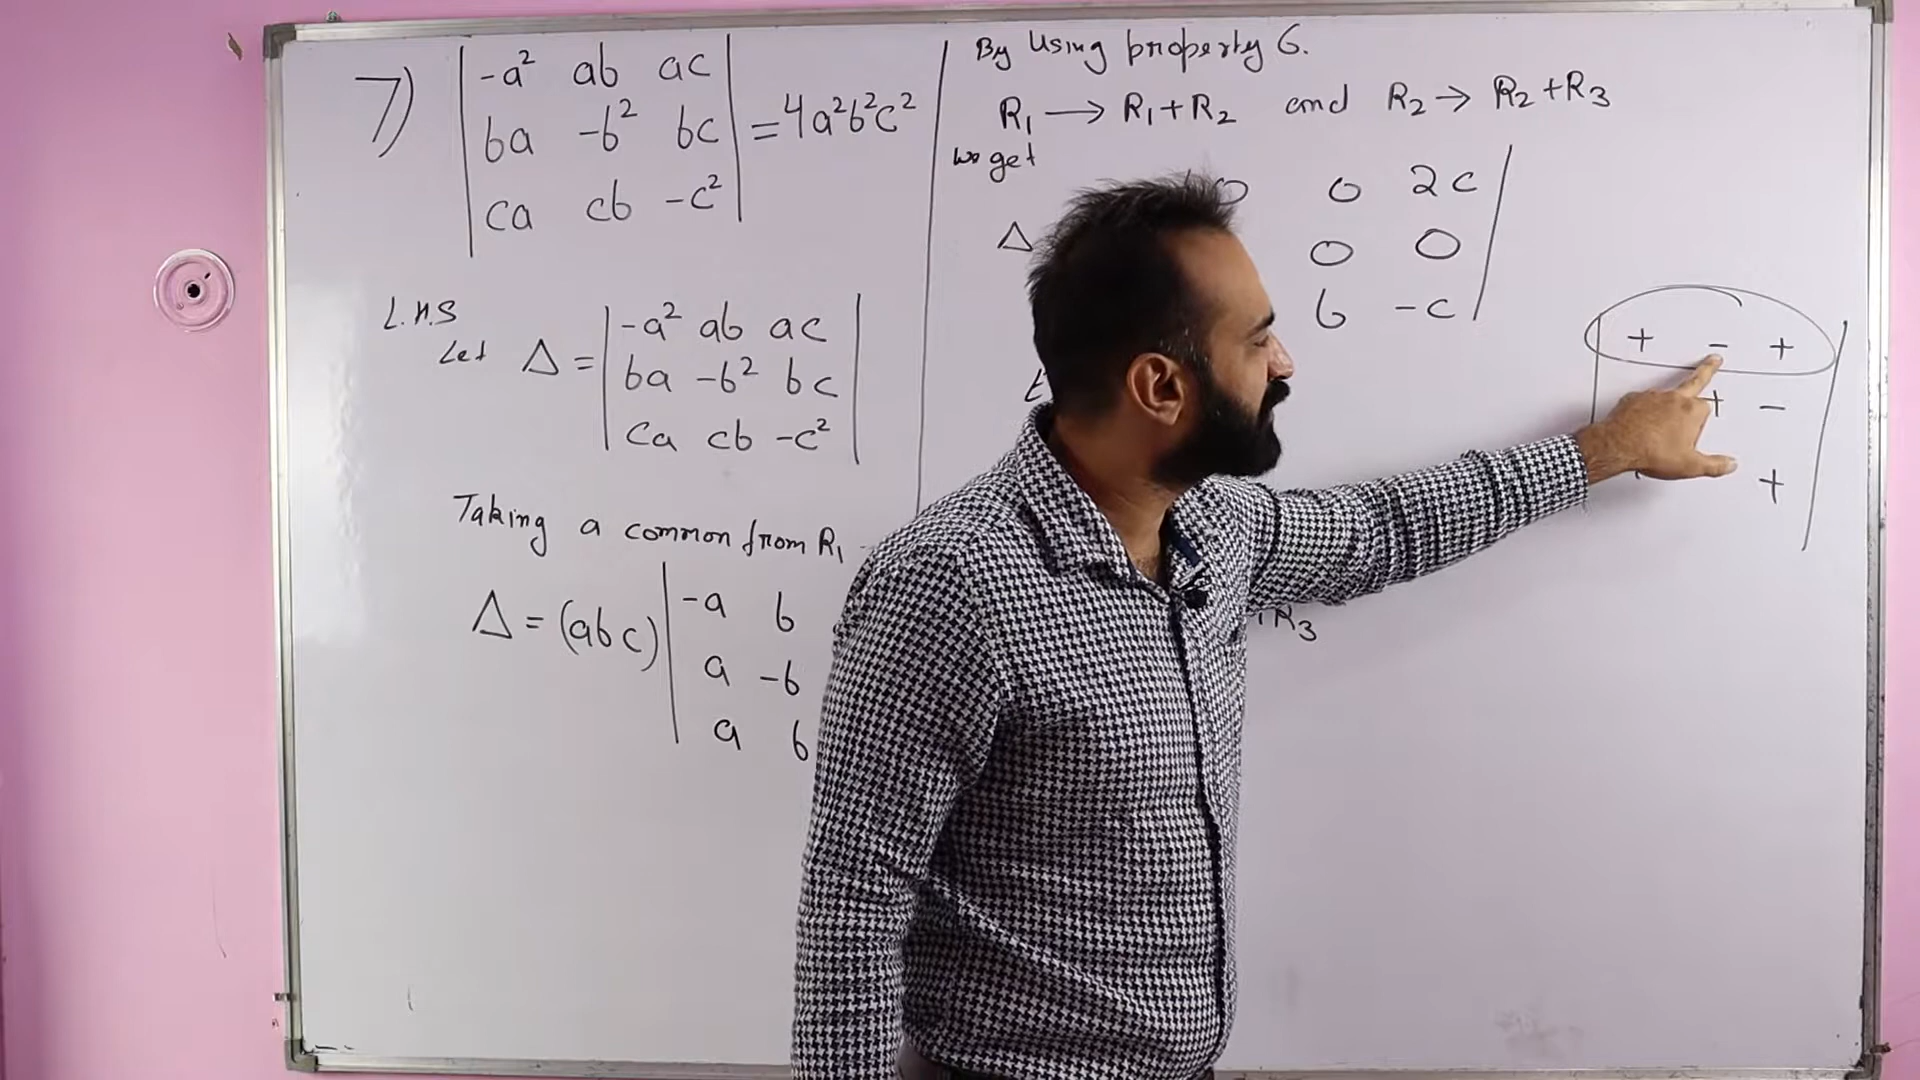 7) | -a² ab ac |
| ba -b² bc | = 4a²b²c²
| ca cb -c² |
L.H.S
Let Δ = | -a² ab ac |
| ba -b² bc |
| ca cb -c² |
Taking a common from R₁
Δ = (abc) | -a b
| a -b
| a b
By Using property 6.
R₁ → R₁+R₂ and R₂ → R₂+R₃
we get
0 0 2c |
Δ 0 0 |
b -c |
R₃
| + - + |
+ - |
+ |